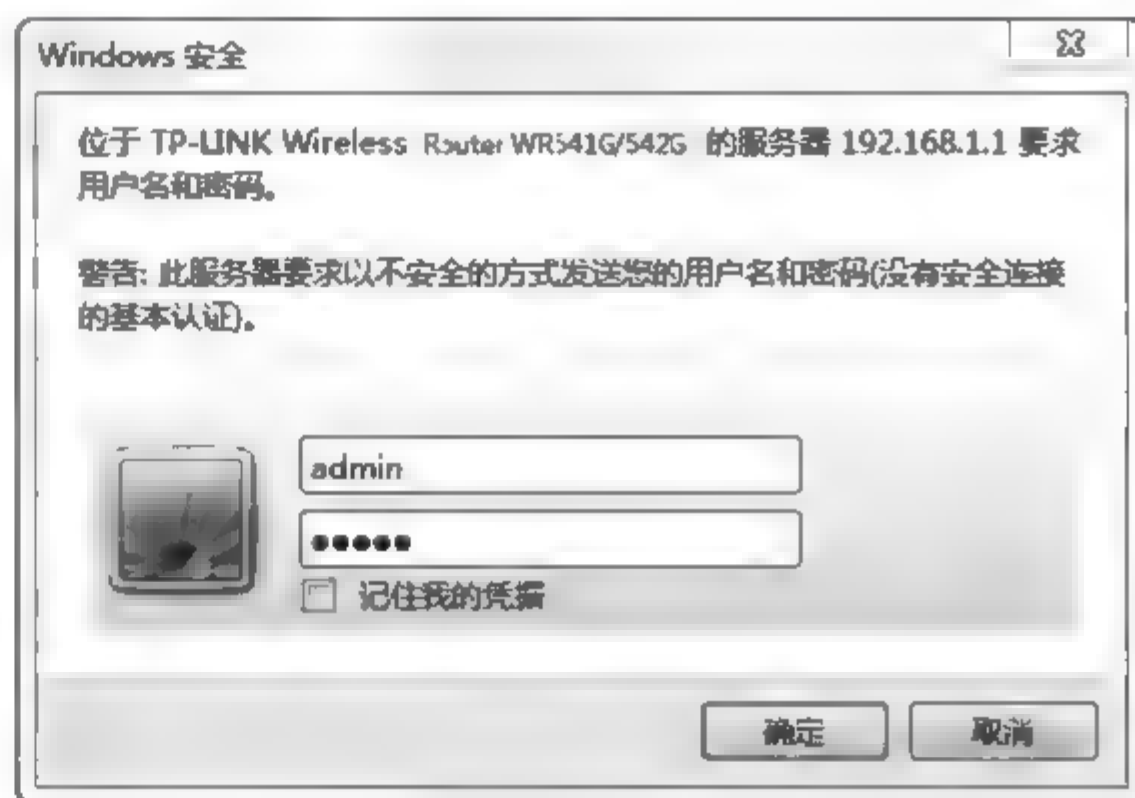 Windows 安全
位于 TP-LINK Wireless Router WR541G/542G 的服务器 192.168.1.1 要求
用户名和密码。
警告: 此服务器要求以不安全的方式发送您的用户名和密码(没有安全连接
的基本认证)。
admin
●●●●●
记住我的凭据
确定
取消